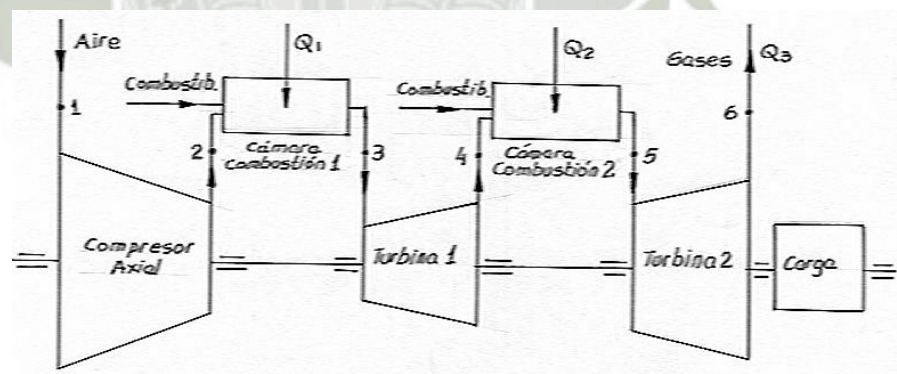 Aire
Q1
Q2
Gases
Q3
Combustib.
Combustib.
1
6
2
Cámara
Combustión 1
3
4
Cámara
Combustión 2
5
Compresor
Axial
Turbina 1
Turbina 2
Carga